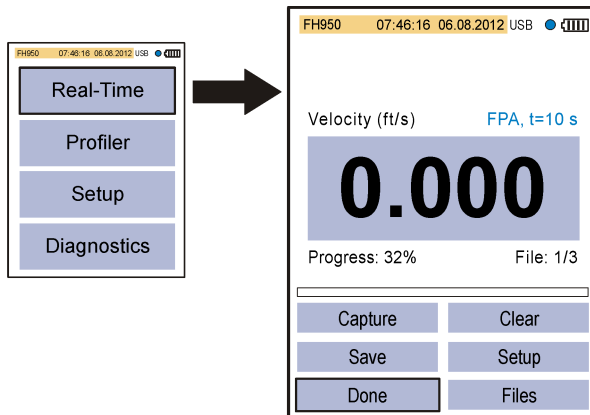 FH950 07:46:16 06.08.2012 USB
Real-Time
Profiler
Setup
Diagnostics
FH950 07:46:16 06.08.2012 USB
Velocity (ft/s) FPA, t=10 s
0.000
Progress: 32% File: 1/3
Capture Clear
Save Setup
Done Files